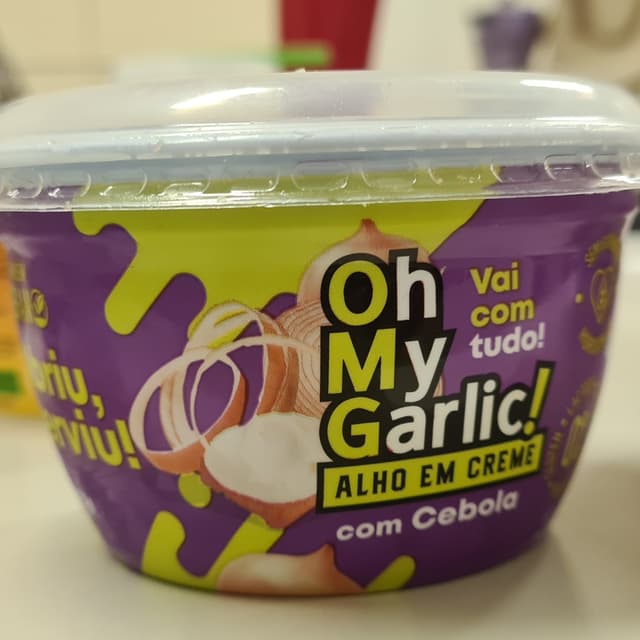 Oh
My
Garlic!
ALHO EM CREME
com Cebola
Vai
com
tudo!